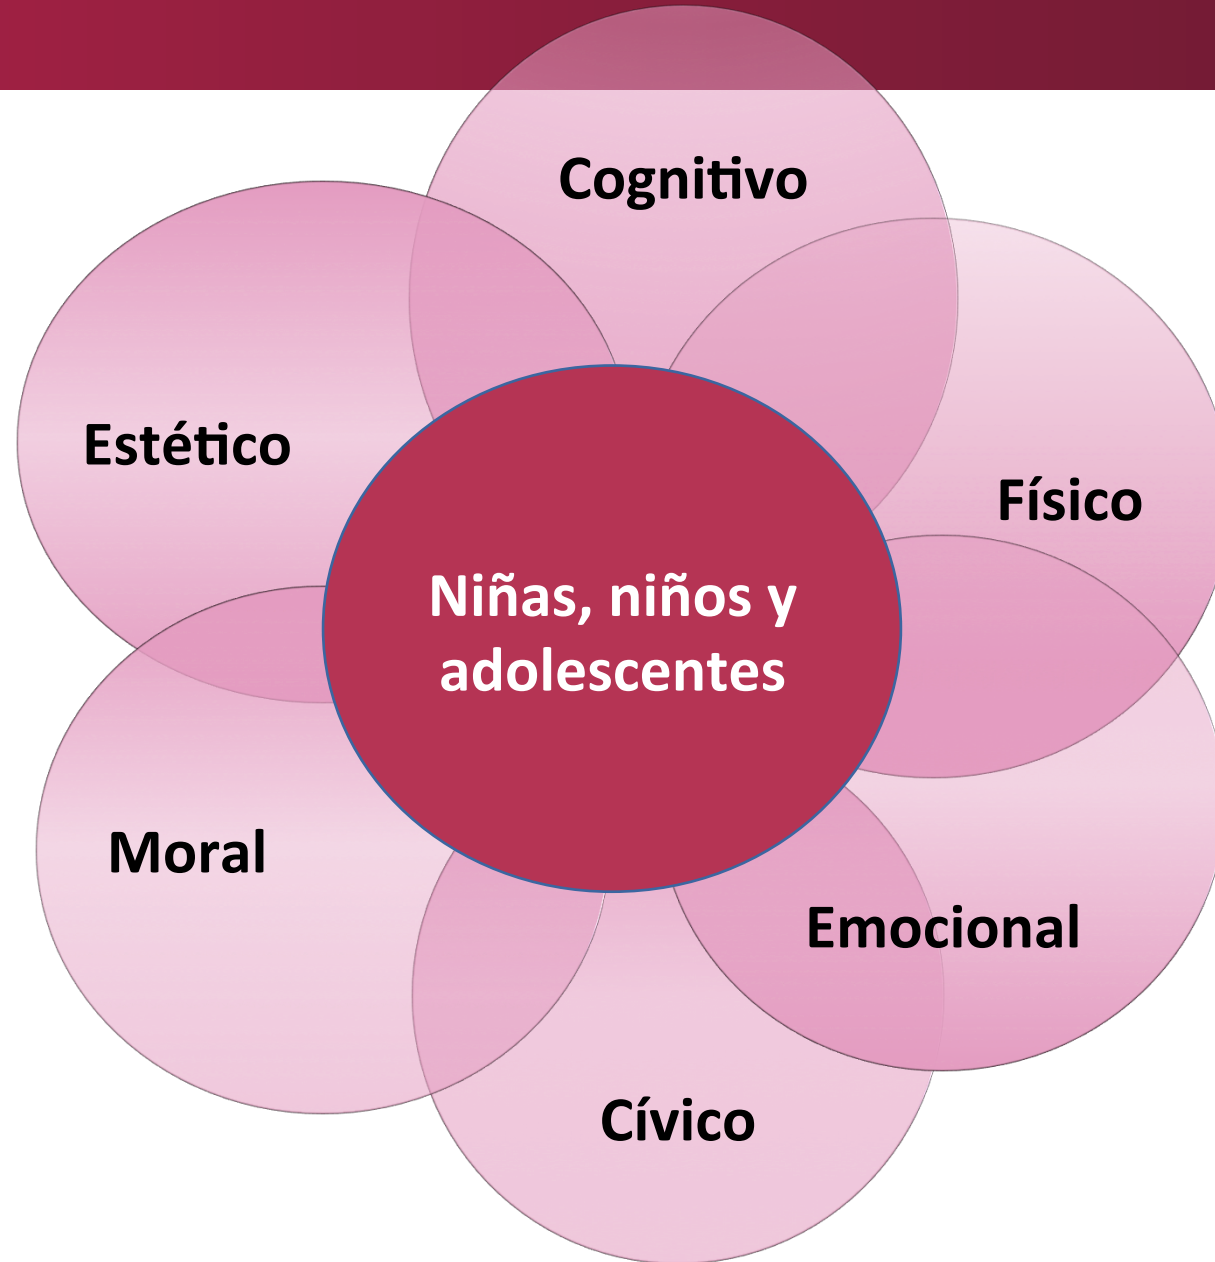 Cognitivo
Estético
Físico
Niñas, niños y
adolescentes
Moral
Emocional
Cívico